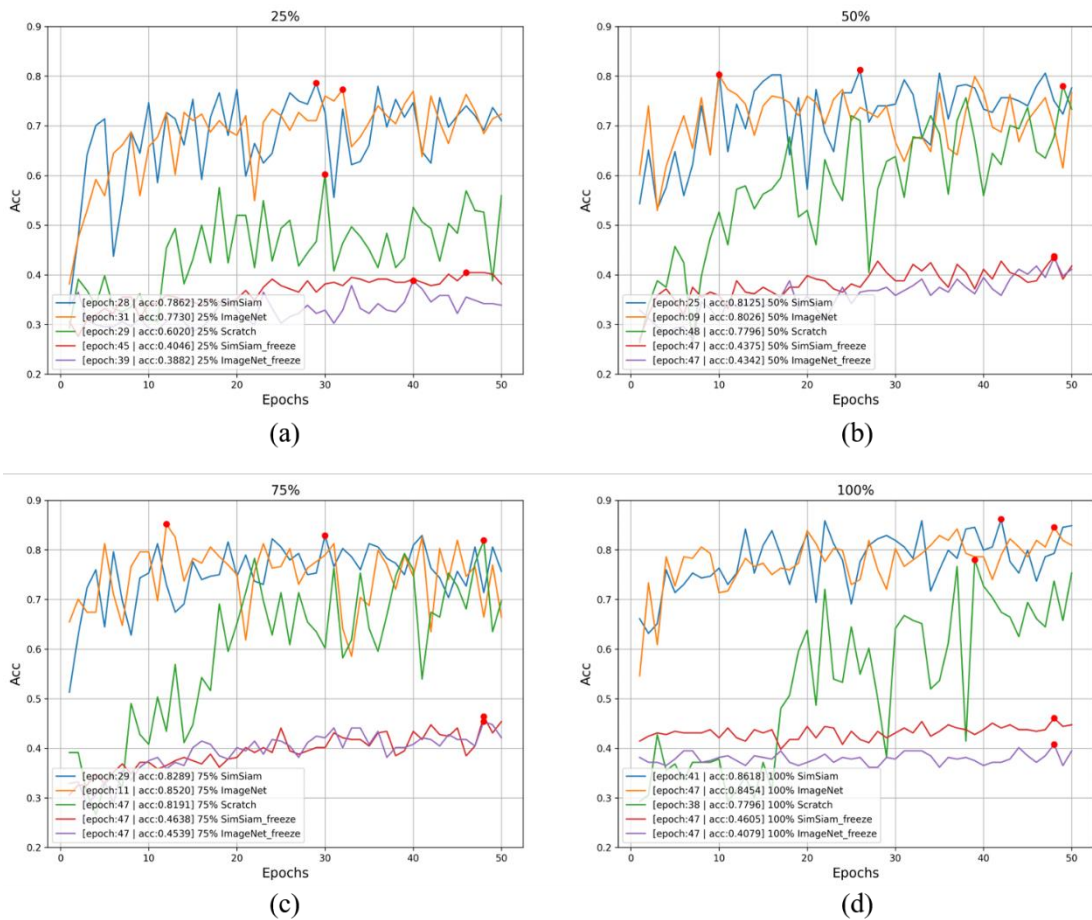 25%
Acc
0.9
0.8
0.7
0.6
0.5
0.4
0.3
0.2
[epoch:28 | acc:0.7862] 25% SimSiam
[epoch:31 | acc:0.7730] 25% ImageNet
[epoch:29 | acc:0.6020] 25% Scratch
[epoch:45 | acc:0.4046] 25% SimSiam_freeze
[epoch:39 | acc:0.3882] 25% ImageNet_freeze
0 10 20 30 40 50
Epochs
(a)
50%
Acc
0.9
0.8
0.7
0.6
0.5
0.4
0.3
0.2
[epoch:25 | acc:0.8125] 50% SimSiam
[epoch:09 | acc:0.8026] 50% ImageNet
[epoch:48 | acc:0.7796] 50% Scratch
[epoch:47 | acc:0.4375] 50% SimSiam_freeze
[epoch:47 | acc:0.4342] 50% ImageNet_freeze
0 10 20 30 40 50
Epochs
(b)
75%
Acc
0.9
0.8
0.7
0.6
0.5
0.4
0.3
0.2
[epoch:29 | acc:0.8289] 75% SimSiam
[epoch:11 | acc:0.8520] 75% ImageNet
[epoch:47 | acc:0.8191] 75% Scratch
[epoch:47 | acc:0.4638] 75% SimSiam_freeze
[epoch:47 | acc:0.4539] 75% ImageNet_freeze
0 10 20 30 40 50
Epochs
(c)
100%
Acc
0.9
0.8
0.7
0.6
0.5
0.4
0.3
0.2
[epoch:41 | acc:0.8618] 100% SimSiam
[epoch:47 | acc:0.8454] 100% ImageNet
[epoch:38 | acc:0.7796] 100% Scratch
[epoch:47 | acc:0.4605] 100% SimSiam_freeze
[epoch:47 | acc:0.4079] 100% ImageNet_freeze
0 10 20 30 40 50
Epochs
(d)